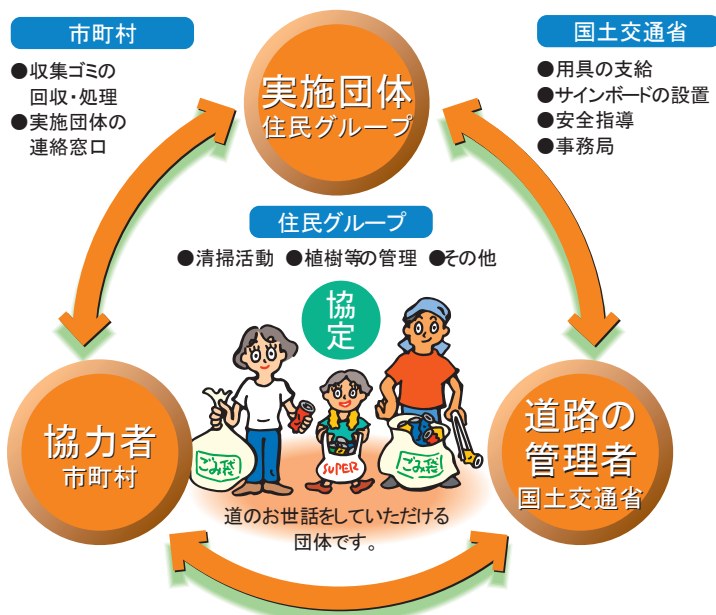 市町村
●収集ゴミの
回収・処理
●実施団体の
連絡窓口
実施団体
住民グループ
国土交通省
●用具の支給
●サインボードの設置
●安全指導
●事務局
住民グループ
●清掃活動 ●植樹等の管理 ●その他
協定
協力者
市町村
ごみ袋
SUPER
ごみ袋
道路の
管理者
国土交通省
道のお世話をしていただける
団体です。